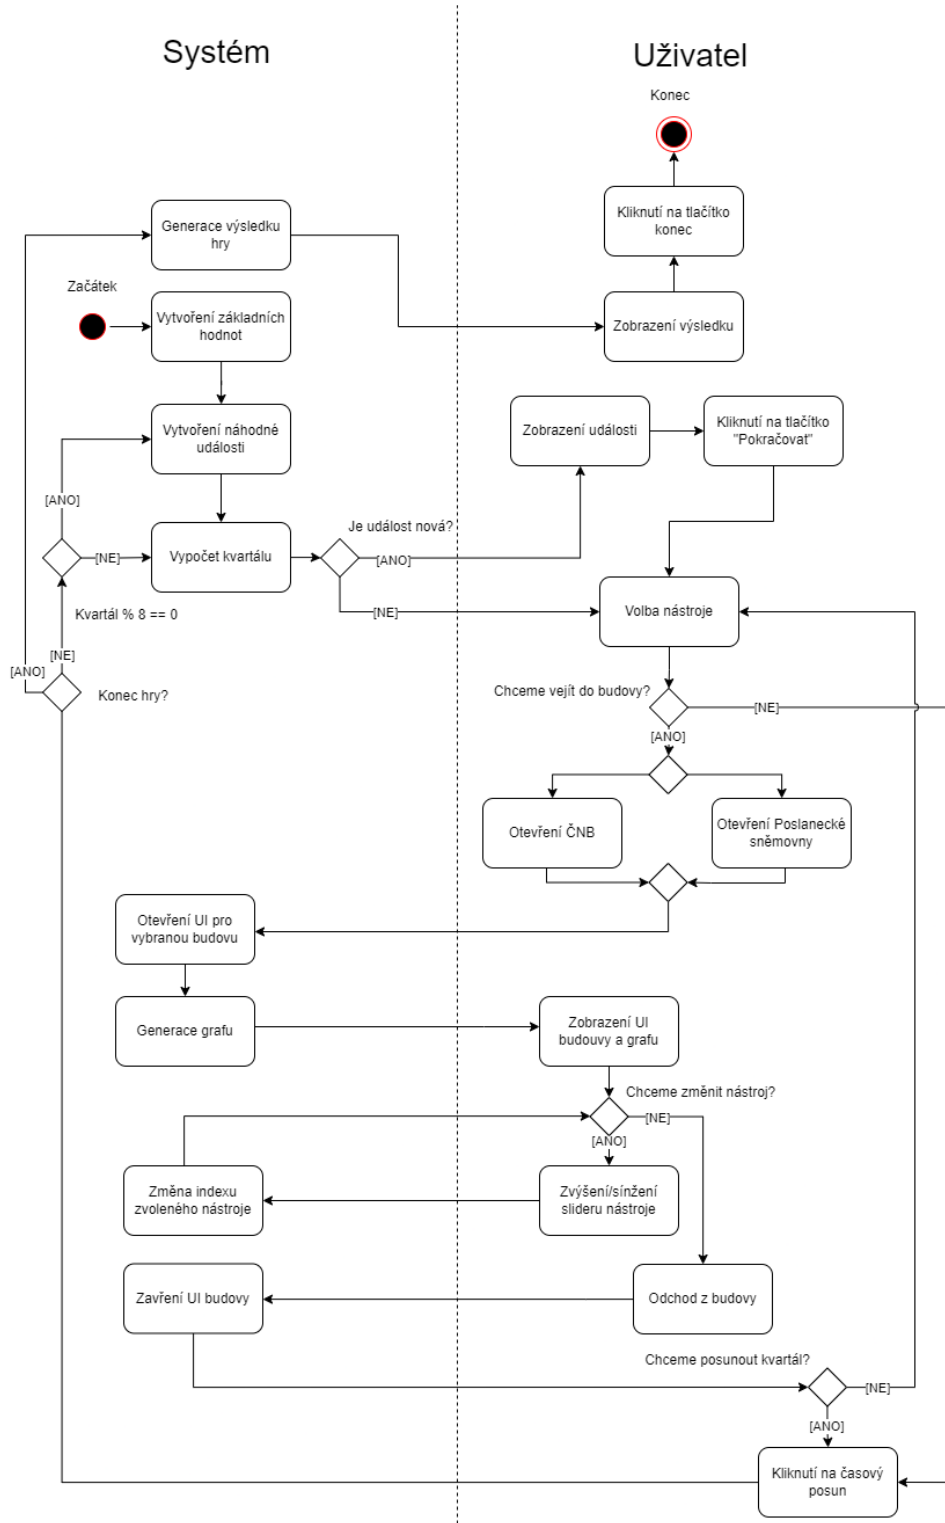 Systém
Uživatel
Konec
Kliknutí na tlačítko
konec
Generace výsledku
hry
Začátek
Vytvoření základních
hodnot
Zobrazení výsledku
Vytvoření náhodné
události
Zobrazení události
Kliknutí na tlačítko
"Pokračovat"
[ANO]
Je událost nová?
[NE]
Vypočet kvartálu
[ANO]
Kvartál % 8 == 0
[NE]
Volba nástroje
[NE]
[ANO]
Konec hry?
Chceme vejít do budovy?
[NE]
[ANO]
Otevření ČNB
Otevření Poslanecké
sněmovny
Otevření UI pro
vybranou budovu
Generace grafu
Zobrazení UI
budouvy a grafu
Chceme změnit nástroj?
[NE]
[ANO]
Změna indexu
zvoleného nástroje
Zvýšení/sínžení
slideru nástroje
Zavření UI budovy
Odchod z budovy
Chceme posunout kvartál?
[NE]
[ANO]
Kliknutí na časový
posun